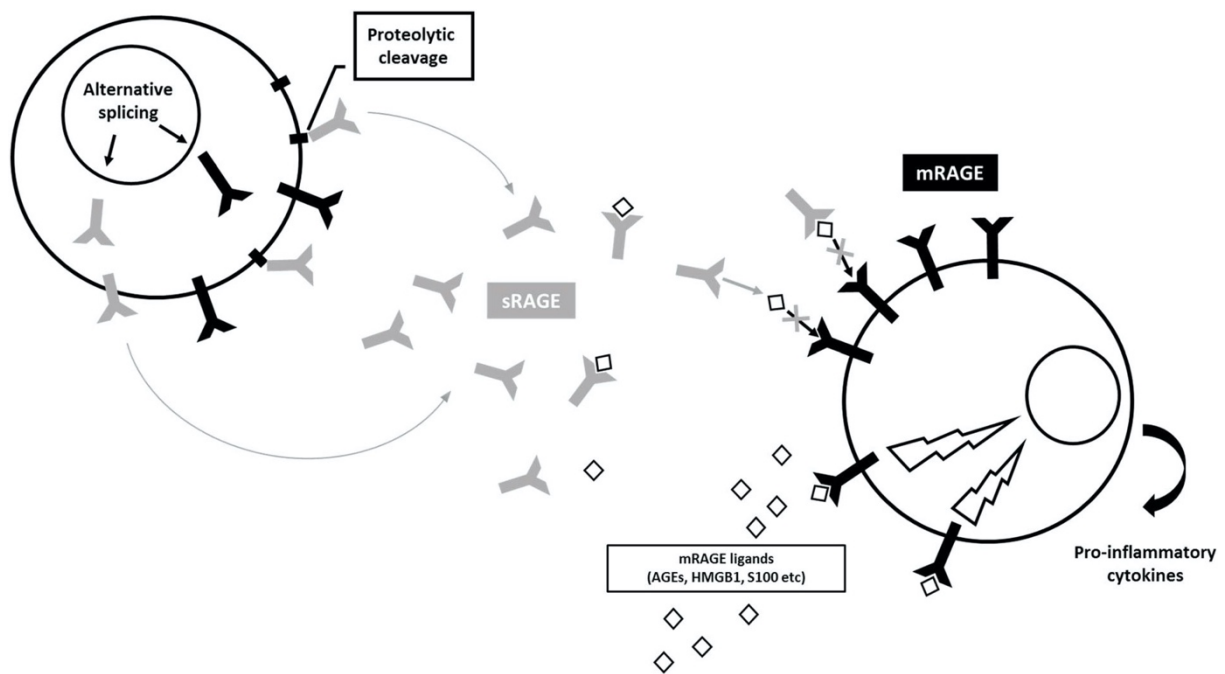 Proteolytic
cleavage
Alternative
splicing
mRAGE
sRAGE
mRAGE ligands
(AGEs, HMGB1, S100 etc)
Pro-inflammatory
cytokines